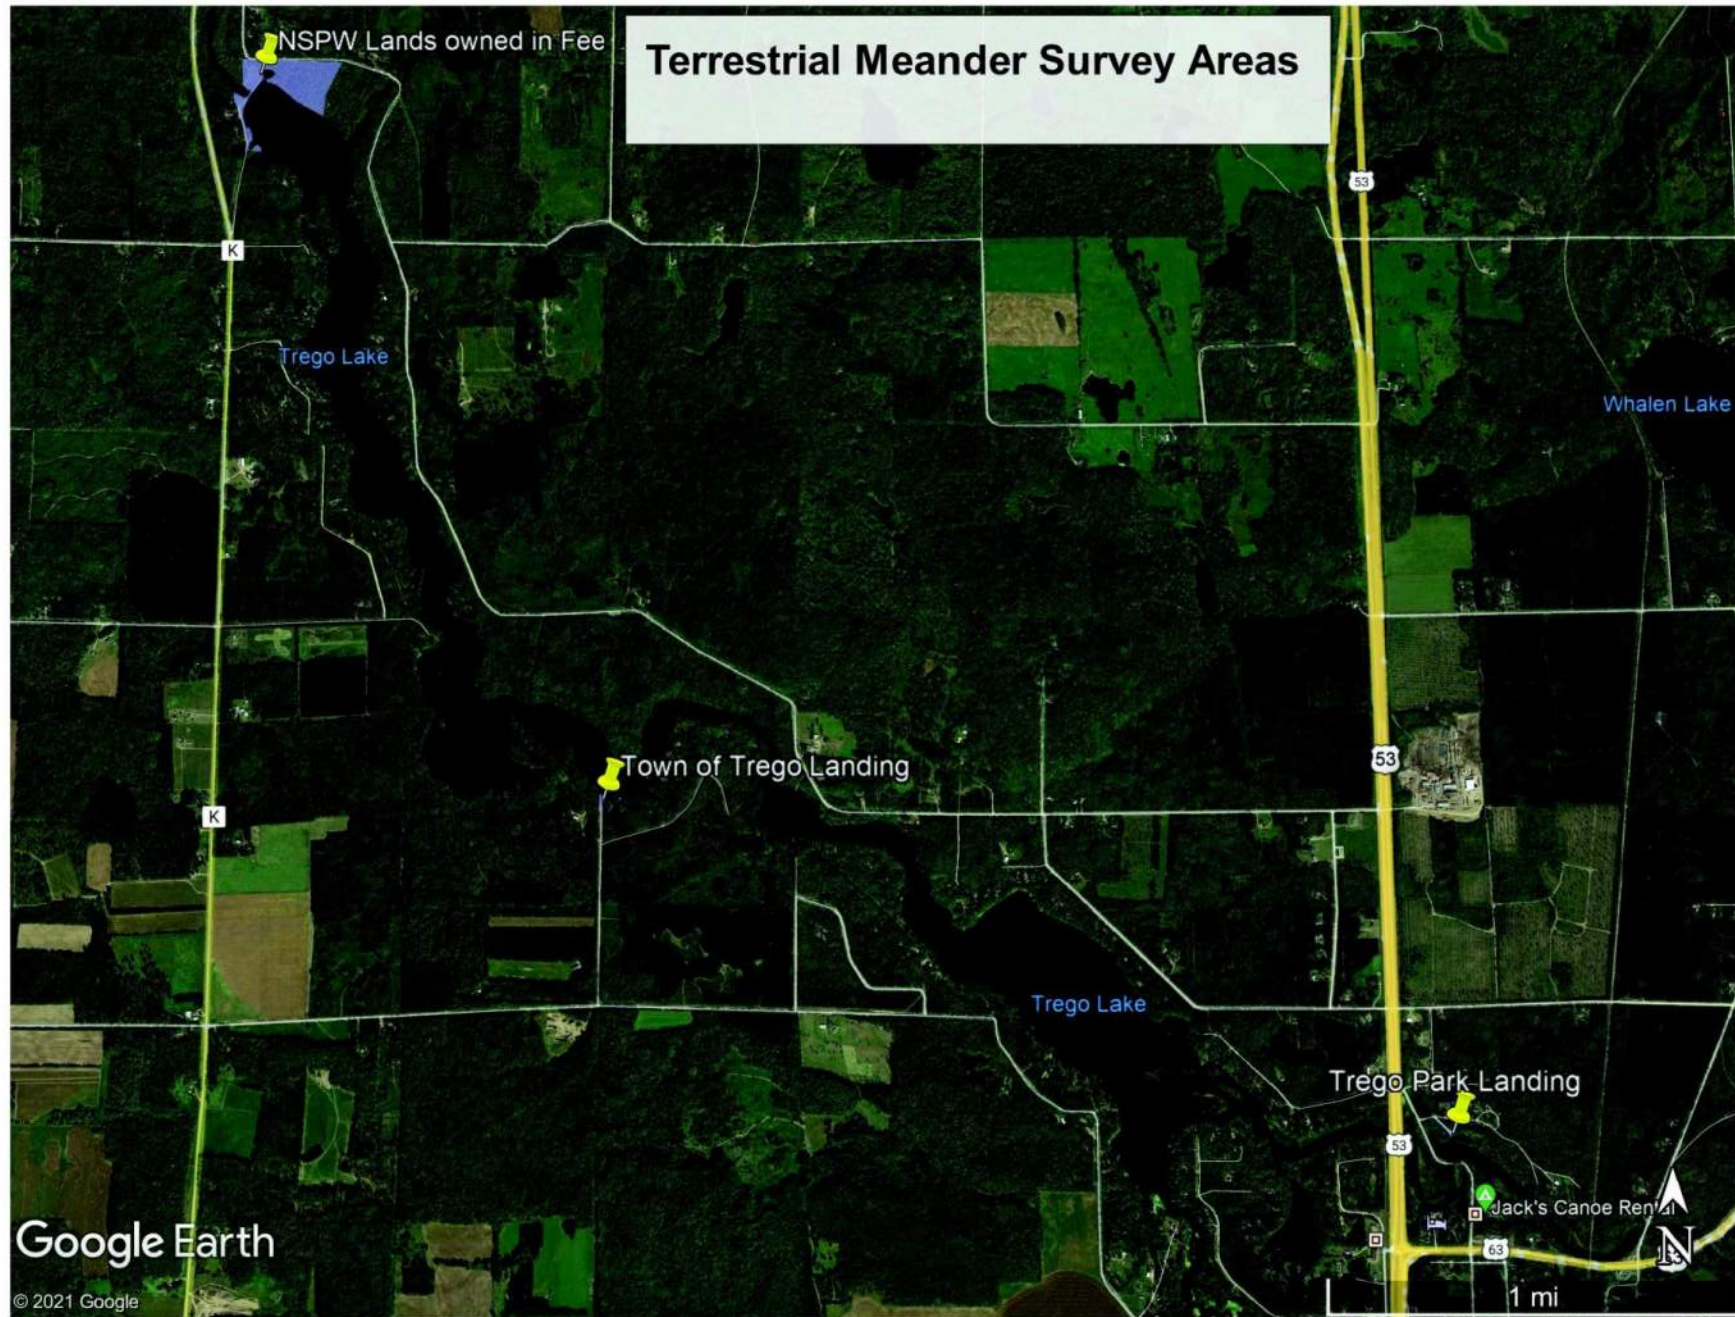 NSPW Lands owned in Fee
Terrestrial Meander Survey Areas
53
K
Trego Lake
Whalen Lake
53
Town of Trego Landing
K
Trego Lake
Trego Park Landing
53
Jack's Canoe Rental
63
N
Google Earth
1 mi
© 2021 Google